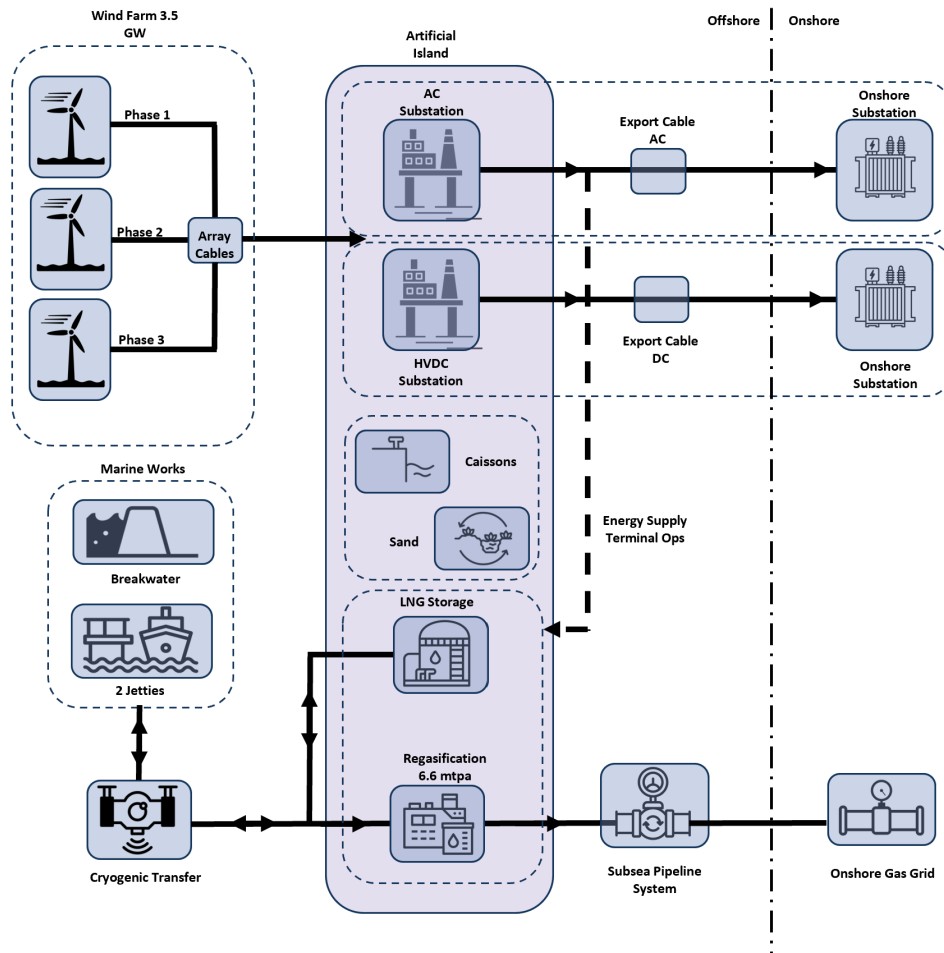 Wind Farm 3.5
GW
Offshore
Onshore
Artificial
Island
Phase 1
Phase 2
Phase 3
Array
Cables
AC
Substation
Export Cable
AC
Onshore
Substation
HVDC
Substation
Export Cable
DC
Onshore
Substation
Marine Works
Caissons
Sand
Energy Supply
Terminal Ops
Breakwater
LNG Storage
2 Jetties
Regasification
6.6 mtpa
Cryogenic Transfer
Subsea Pipeline
System
Onshore Gas Grid